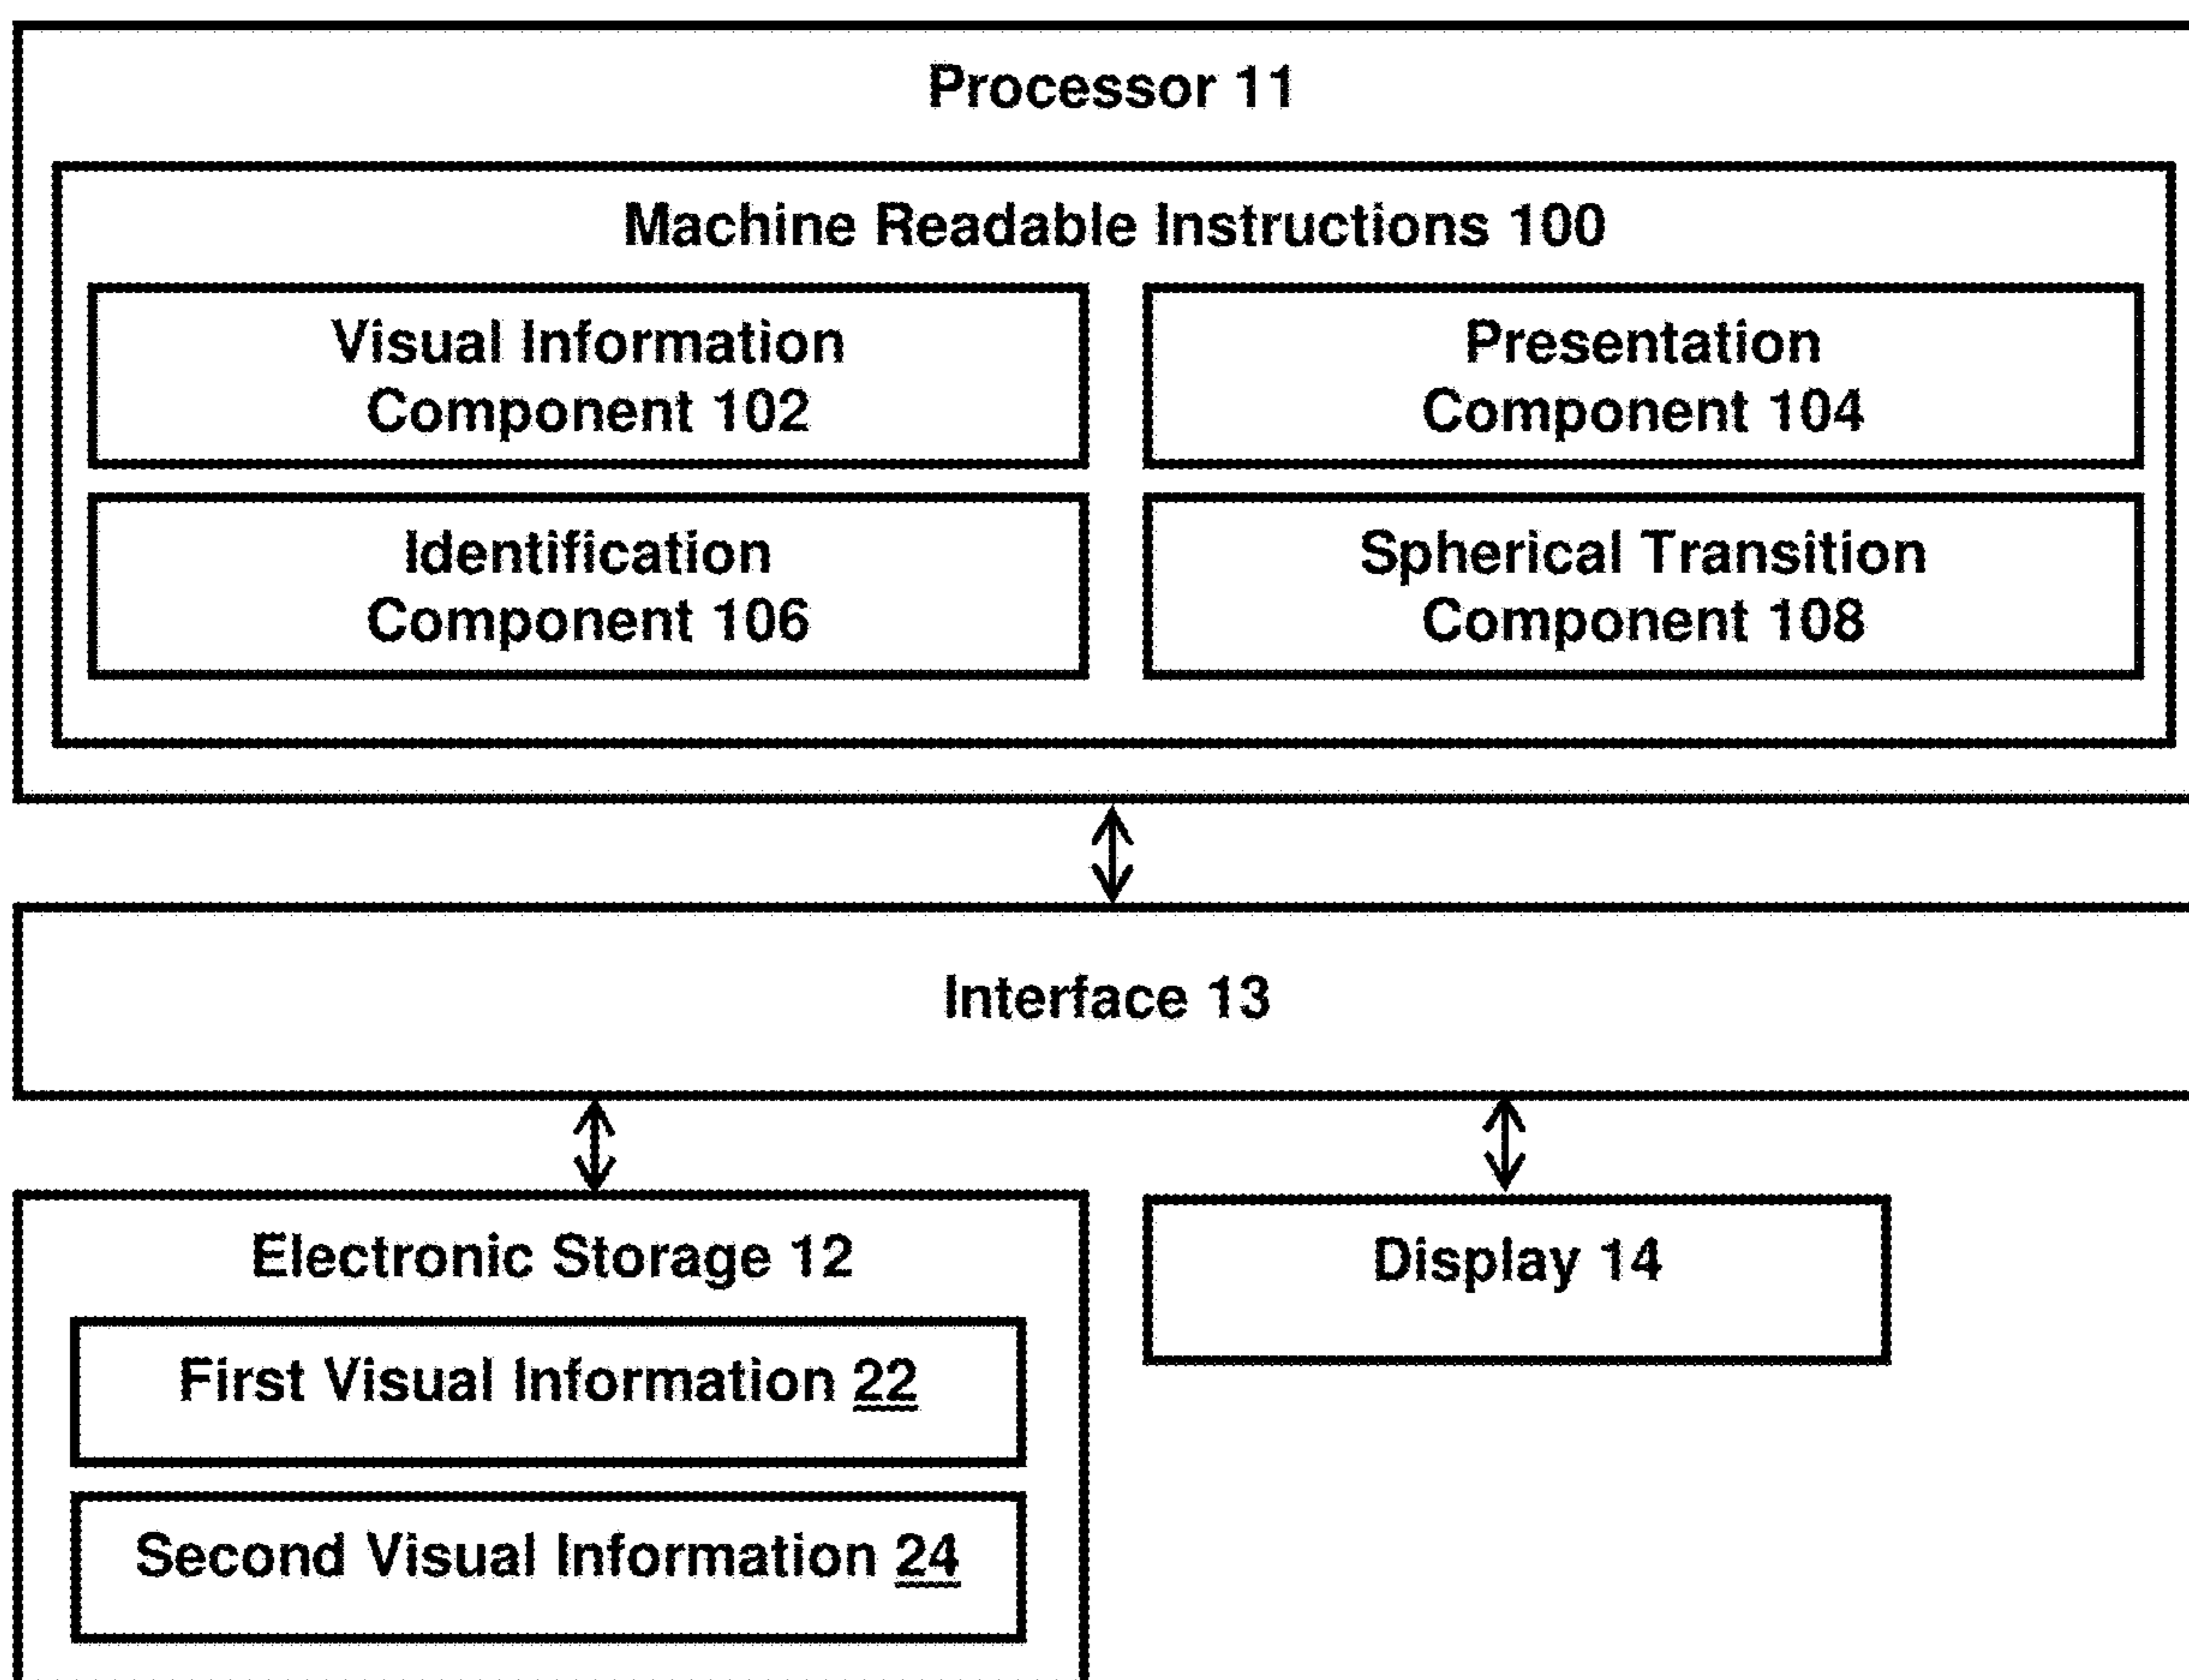 Processor 11
Machine Readable Instructions 100
Visual Information
Component 102
Presentation
Component 104
Identification
Component 106
Spherical Transition
Component 108
Interface 13
Electronic Storage 12
First Visual Information 22
Second Visual Information 24
Display 14